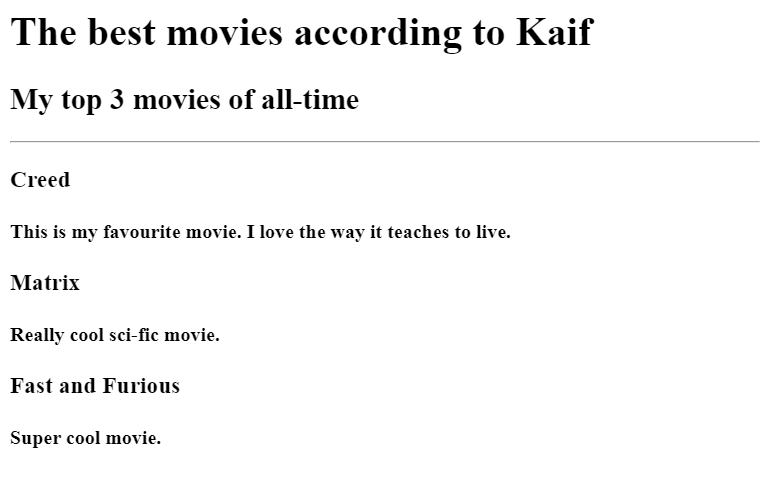 The best movies according to Kaif
My top 3 movies of all-time
Creed
This is my favourite movie. I love the way it teaches to live.
Matrix
Really cool sci-fic movie.
Fast and Furious
Super cool movie.